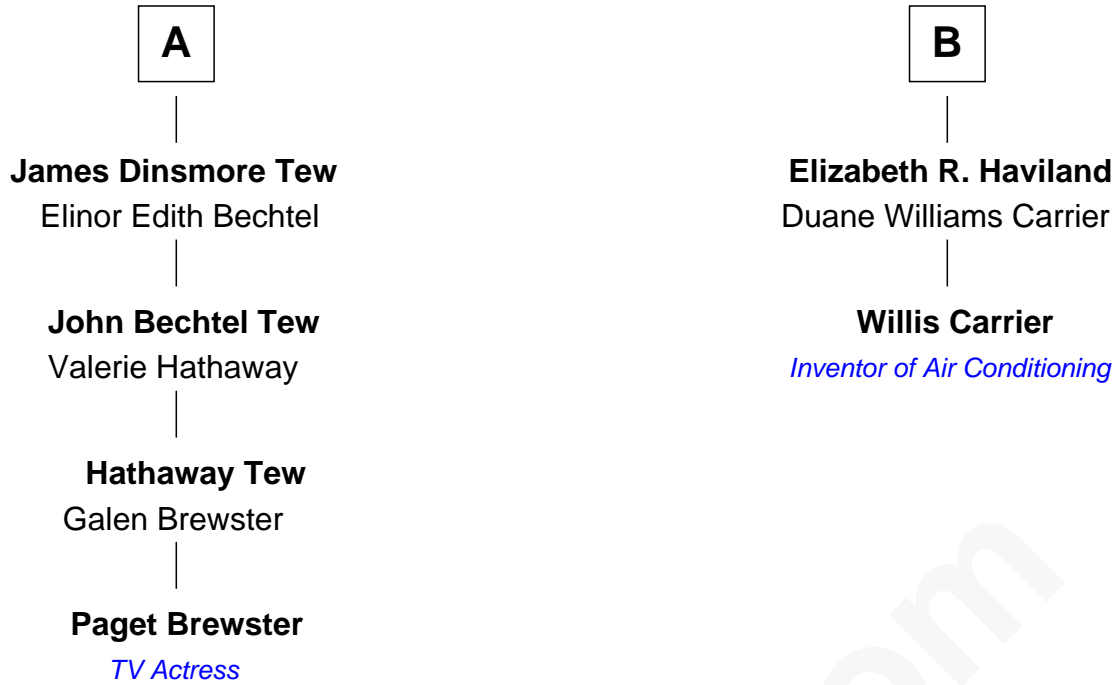 A
B
James Dinsmore Tew
Elinor Edith Bechtel
Elizabeth R. Haviland
Duane Williams Carrier
John Bechtel Tew
Valerie Hathaway
Willis Carrier
Inventor of Air Conditioning
Hathaway Tew
Galen Brewster
Paget Brewster
TV Actress
om